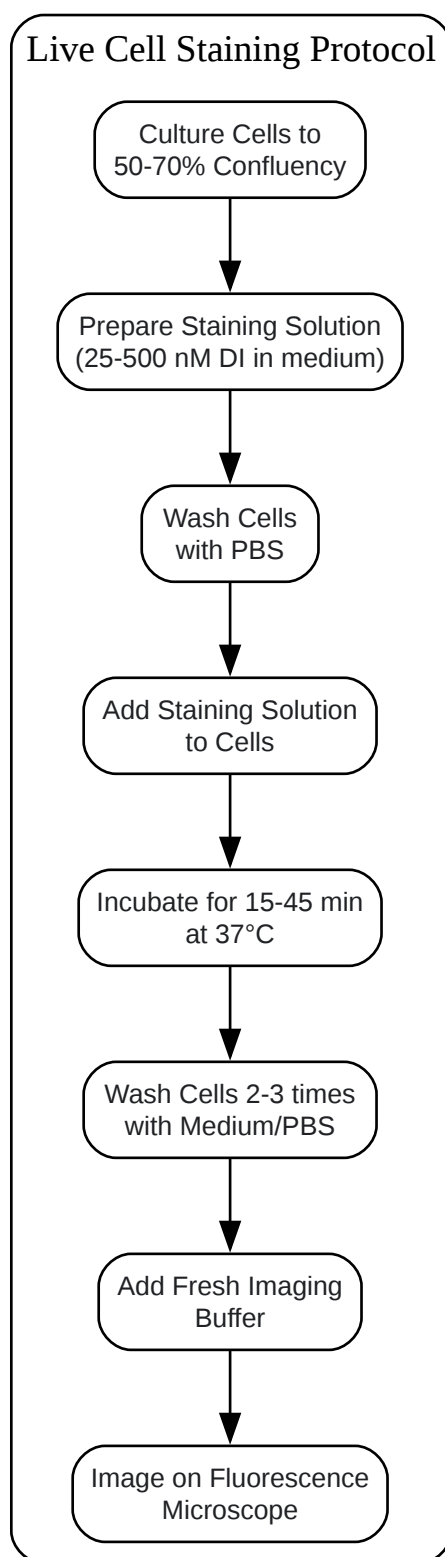 Live Cell Staining Protocol
Culture Cells to
50-70% Confluency
Prepare Staining Solution
(25-500 nM DI in medium)
Wash Cells
with PBS
Add Staining Solution
to Cells
Incubate for 15-45 min
at 37°C
Wash Cells 2-3 times
with Medium/PBS
Add Fresh Imaging
Buffer
Image on Fluorescence
Microscope